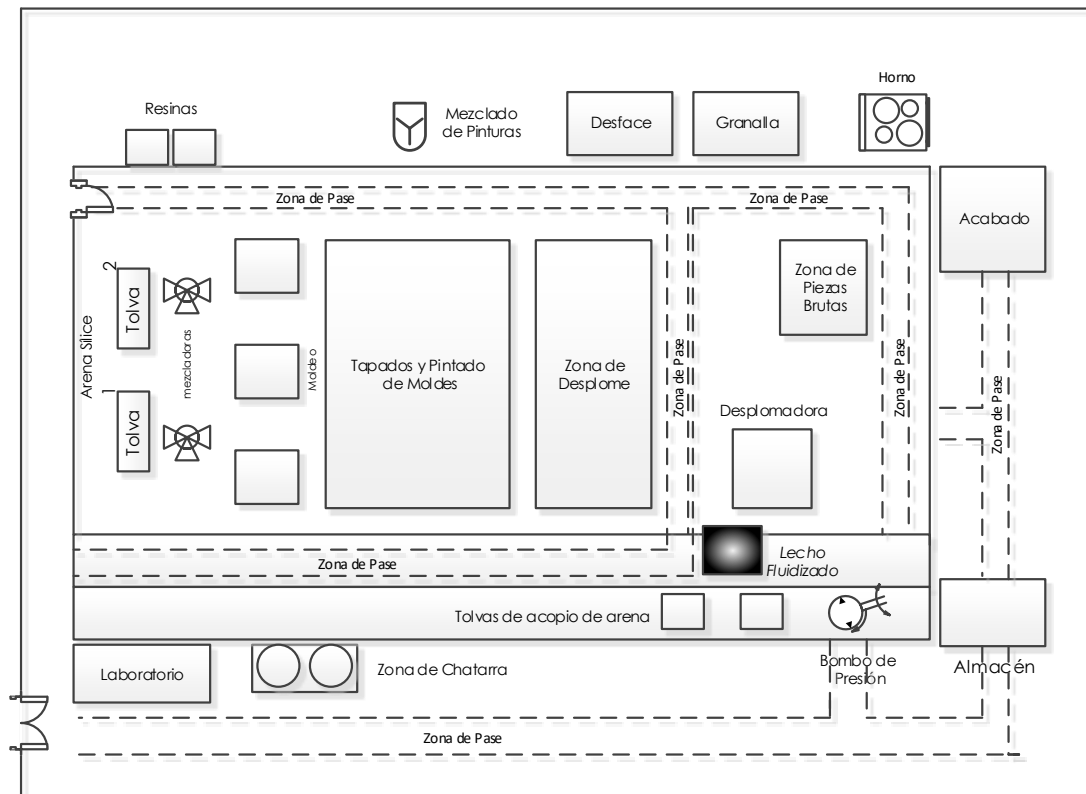 Horno
Resinas
Mezclado
de Pinturas
Desface
Granalla
Zona de Pase
Zona de Pase
Acabado
Arena Sílice
2
Tolva
1
Tolva
mezcladoras
Moldeo
Tapados y Pintado
de Moldes
Zona de
Desplome
Zona de Pase
Zona de
Piezas
Brutas
Zona de Pase
Zona de Pase
Desplomadora
Lecho
Fluidizado
Zona de Pase
Tolvas de acopio de arena
Laboratorio
Zona de Chatarra
Bombo de
Presión
Almacén
Zona de Pase